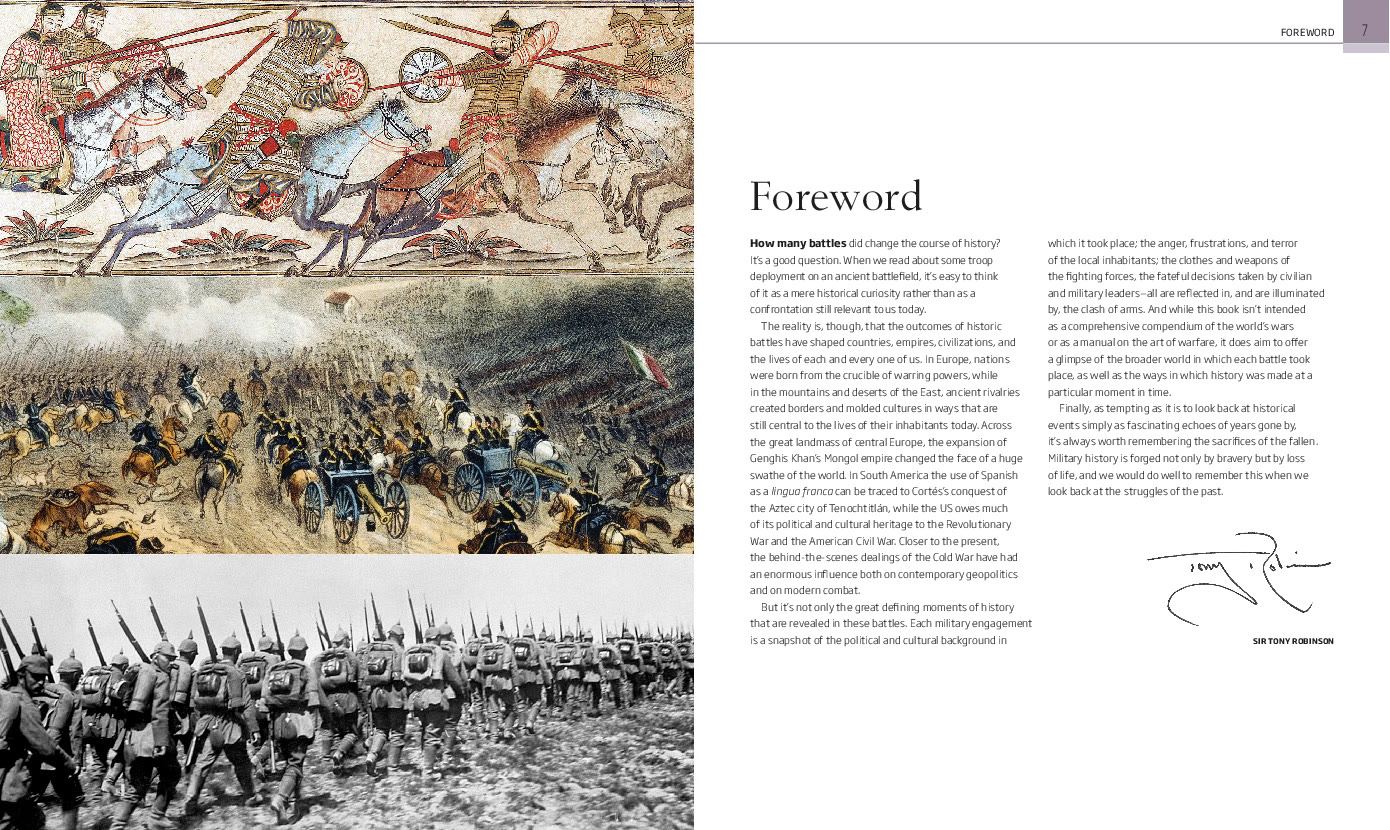 FOREWORD
7
Foreword
How many battles did change the course of history?
It's a good question. When we read about some troop
deployment on an ancient battlefield, it's easy to think
of it as a mere historical curiosity rather than as a
confrontation still relevant to us today.
The reality is, though, that the outcomes of historic
battles have shaped countries, empires, civilizations, and
the lives of each and every one of us. In Europe, nations
were born from the crucible of warring powers, while
in the mountains and deserts of the East, ancient rivalries
created borders and molded cultures in ways that are
still central to the lives of their inhabitants today. Across
the great landmass of central Europe, the expansion of
Genghis Khan's Mongol empire changed the face of a huge
swathe of the world. In South America the use of Spanish
as a lingua franca can be traced to Cortés's conquest of
the Aztec city of Tenochtitlán, while the US owes much
of its political and cultural heritage to the Revolutionary
War and the American Civil War. Closer to the present,
the behind-the-scenes dealings of the Cold War have had
an enormous influence both on contemporary geopolitics
and on modern combat.
But it's not only the great defining moments of history
that are revealed in these battles. Each military engagement
is a snapshot of the political and cultural background in
which it took place; the anger, frustrations, and terror
of the local inhabitants; the clothes and weapons of
the fighting forces, the fateful decisions taken by civilian
and military leaders—all are reflected in, and are illuminated
by, the clash of arms. And while this book isn't intended
as a comprehensive compendium of the world's wars
or as a manual on the art of warfare, it does aim to offer
a glimpse of the broader world in which each battle took
place, as well as the ways in which history was made at a
particular moment in time.
Finally, as tempting as it is to look back at historical
events simply as fascinating echoes of years gone by,
it's always worth remembering the sacrifices of the fallen.
Military history is forged not only by bravery but by loss
of life, and we would do well to remember this when we
look back at the struggles of the past.
Tony Robinson
SIR TONY ROBINSON